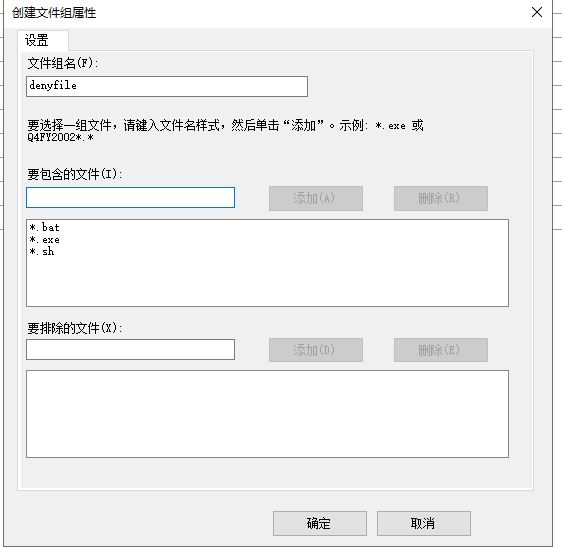 创建文件组属性
设置
文件组名(F):
denyfile
要选择一组文件，请键入文件名样式，然后单击“添加”。示例: *.exe 或
Q4FY2002*.*
要包含的文件(I):
添加(A)
删除(R)
*.bat
*.exe
*.sh
要排除的文件(X):
添加(D)
删除(E)
确定
取消